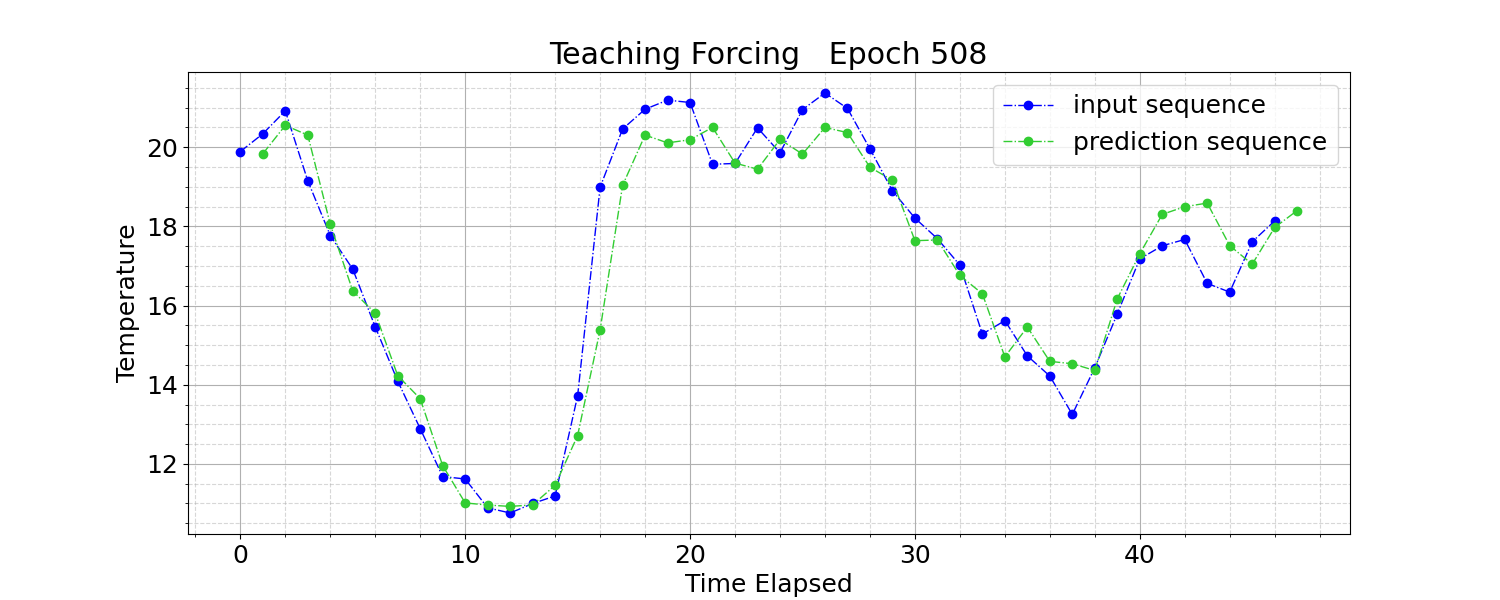 Teaching Forcing   Epoch 508
input sequence
prediction sequence
Temperature
20
18
16
14
12
0 10 20 30 40
Time Elapsed